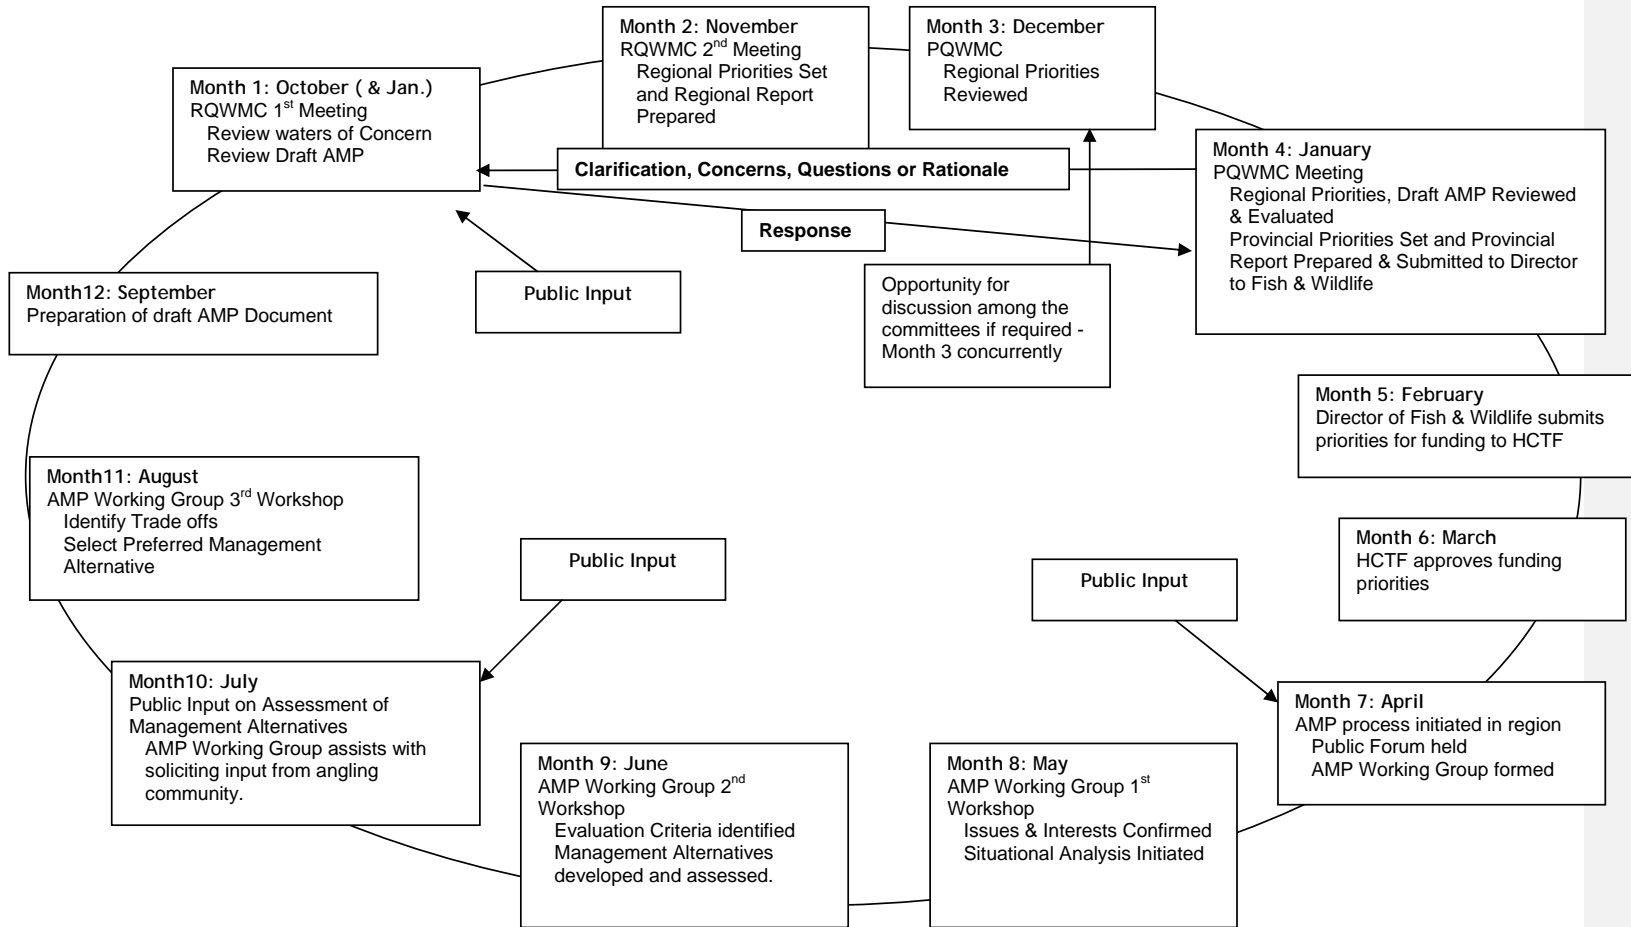 Month 1: October ( & Jan.)
RQWMC 1st Meeting
Review waters of Concern
Review Draft AMP
Month 2: November
RQWMC 2nd Meeting
Regional Priorities Set
and Regional Report
Prepared
Month 3: December
PQWMC
Regional Priorities
Reviewed
Month 4: January
PQWMC Meeting
Regional Priorities, Draft AMP Reviewed
& Evaluated
Provincial Priorities Set and Provincial
Report Prepared & Submitted to Director
to Fish & Wildlife
Clarification, Concerns, Questions or Rationale
Response
Public Input
Opportunity for
discussion among the
committees if required -
Month 3 concurrently
Month 5: February
Director of Fish & Wildlife submits
priorities for funding to HCTF
Month 6: March
HCTF approves funding
priorities
Public Input
Month 7: April
AMP process initiated in region
Public Forum held
AMP Working Group formed
Month 8: May
AMP Working Group 1st
Workshop
Issues & Interests Confirmed
Situational Analysis Initiated
Month 9: June
AMP Working Group 2nd
Workshop
Evaluation Criteria identified
Management Alternatives
developed and assessed.
Public Input
Month10: July
Public Input on Assessment of
Management Alternatives
AMP Working Group assists with
soliciting input from angling
community.
Month11: August
AMP Working Group 3rd Workshop
Identify Trade offs
Select Preferred Management
Alternative
Month12: September
Preparation of draft AMP Document